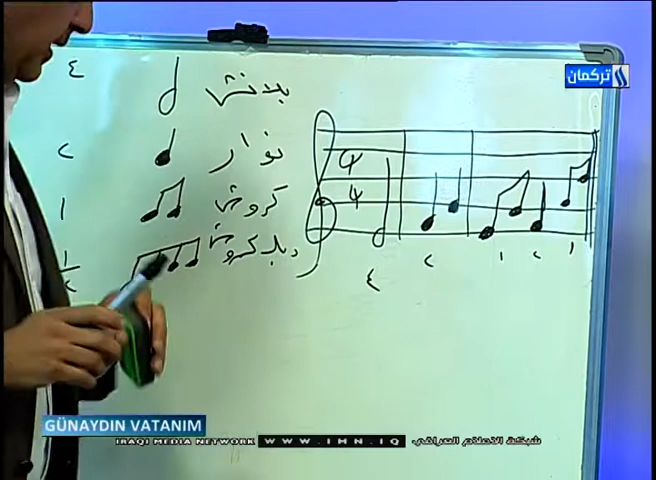 تركمان
٤ بلانش
٢ نوار
١ كروش
١/٢ دبل كروش
٤ ٢ ١ ٢ ١
GÜNAYDIN VATANIM
IRAQI MEDIA NETWORK WWW.IMN.IQ شبكة الاعلام العراقي